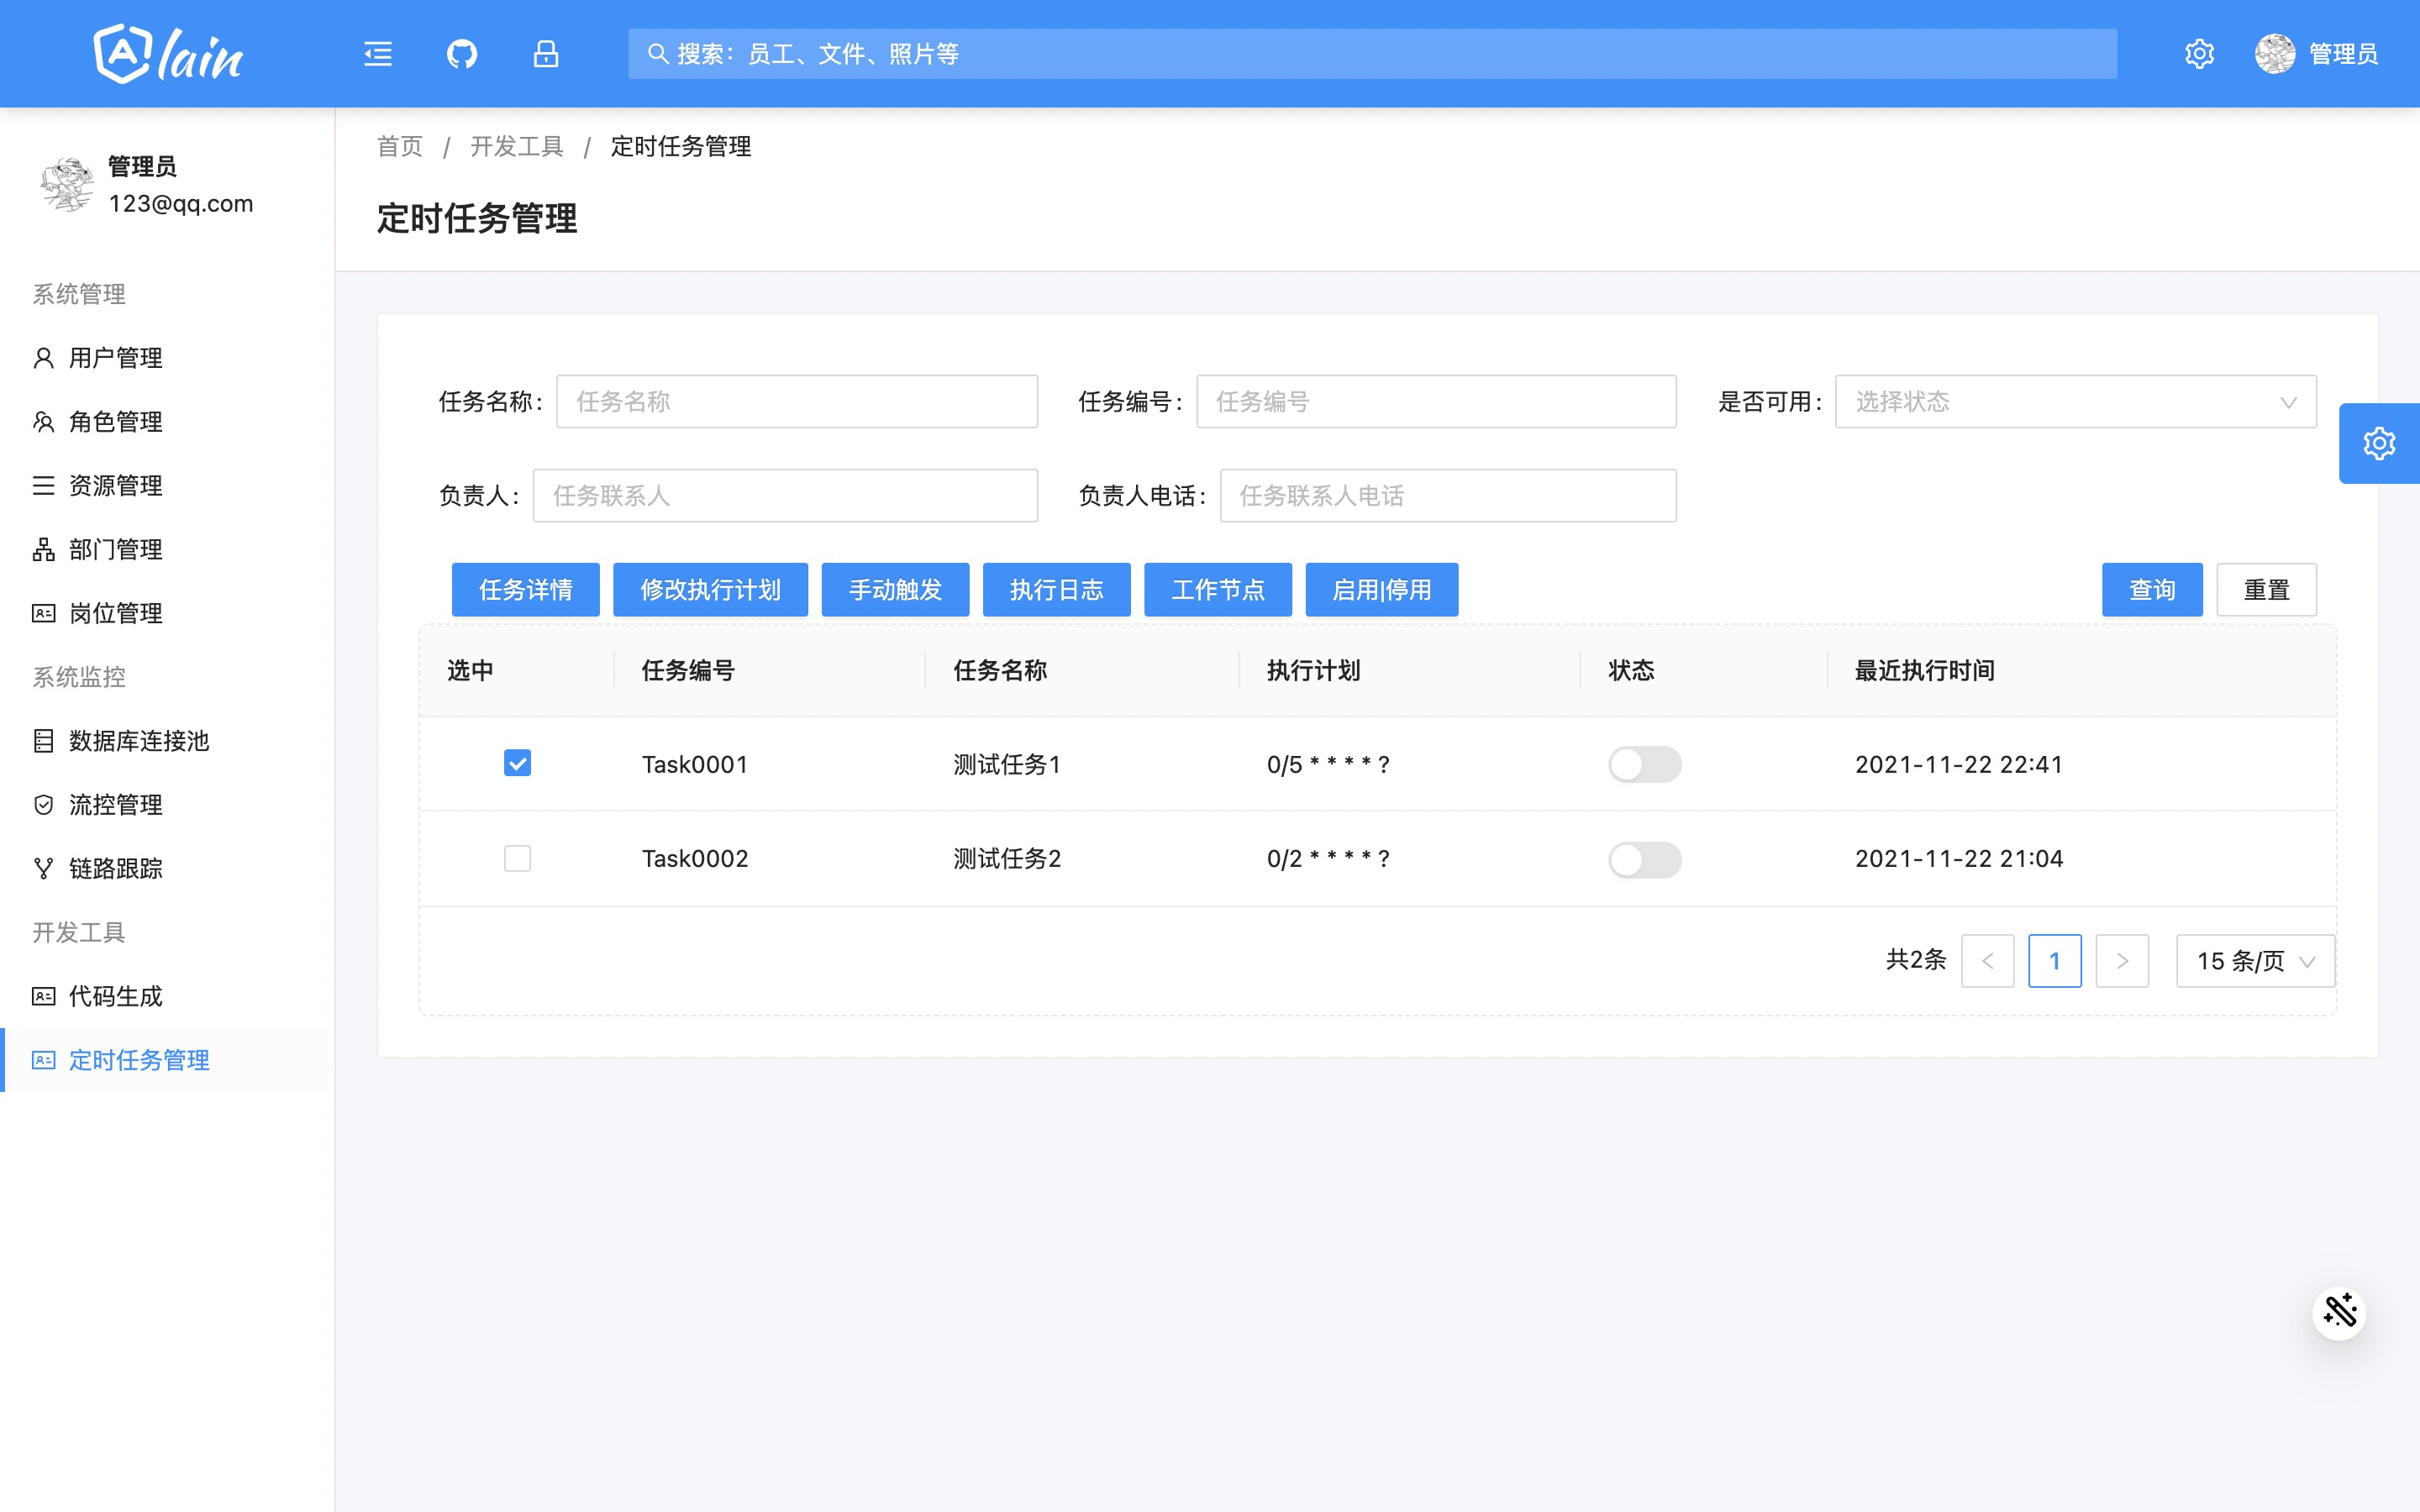 Alain
搜索：员工、文件、照片等
管理员
管理员
123@qq.com
系统管理
用户管理
角色管理
资源管理
部门管理
岗位管理
系统监控
数据库连接池
流控管理
链路跟踪
开发工具
代码生成
定时任务管理
首页 / 开发工具 / 定时任务管理
定时任务管理
任务名称： 任务名称 任务编号： 任务编号 是否可用： 选择状态
负责人： 任务联系人 负责人电话： 任务联系人电话
任务详情 修改执行计划 手动触发 执行日志 工作节点 启用|停用 查询 重置
选中 任务编号 任务名称 执行计划 状态 最近执行时间
Task0001 测试任务1 0/5 * * * * ? 2021-11-22 22:41
Task0002 测试任务2 0/2 * * * * ? 2021-11-22 21:04
共2条 < 1 > 15 条/页